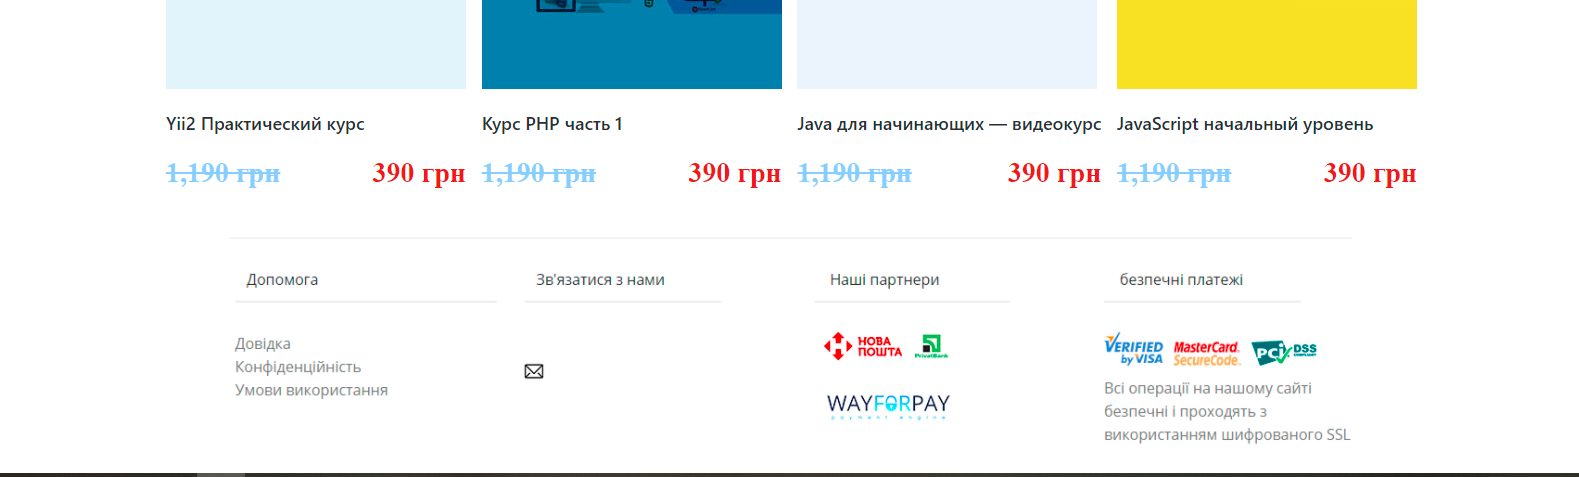 Yii2 Практический курс
Курс PHP часть 1
Java для начинающих — видеокурс
JavaScript начальный уровень
1,190 грн 390 грн
1,190 грн 390 грн
1,190 грн 390 грн
1,190 грн 390 грн
Допомога
Довідка
Конфіденційність
Умови використання
Зв'язатися з нами
Наші партнери
НОВА
ПОШТА
PrivatBank
WAYFORPAY
payment engine
безпечні платежі
VERIFIED
by VISA
MasterCard.
SecureCode.
PCI DSS
COMPLIANT
Всі операції на нашому сайті
безпечні і проходять з
використанням шифрованого SSL